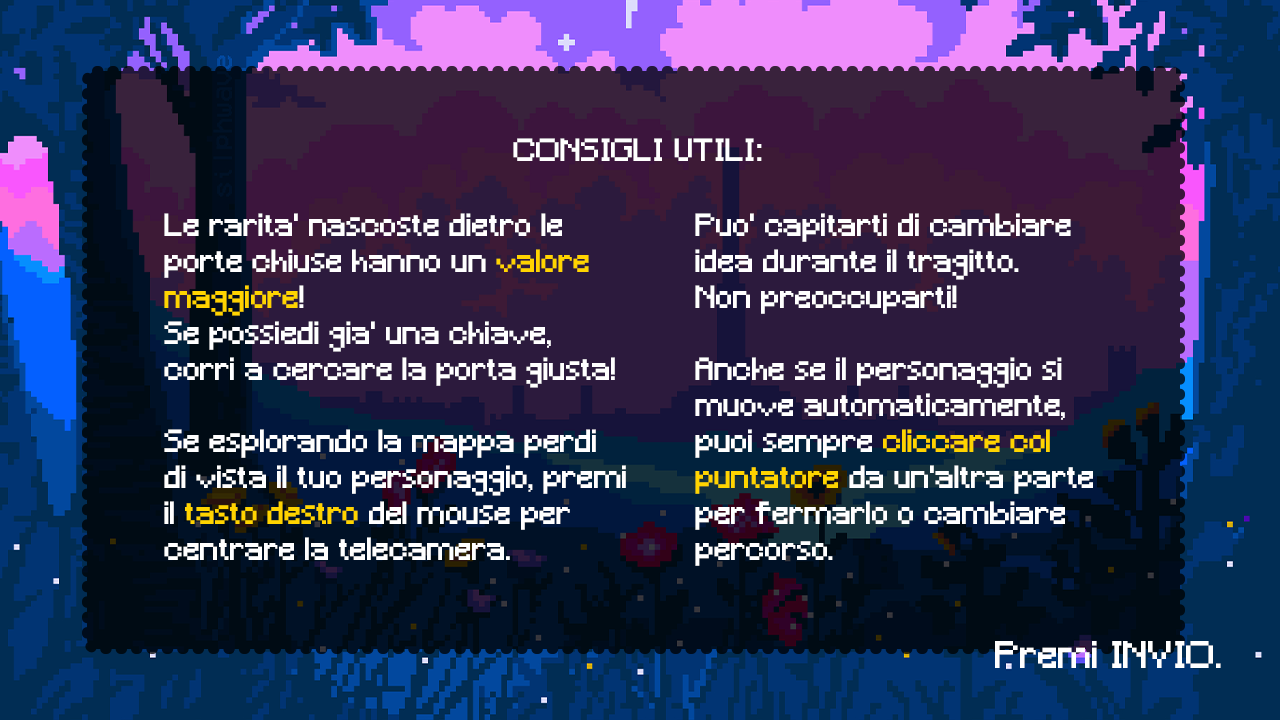 CONSIGLI UTILI:
Le rarita' nascoste dietro le
porte chiuse hanno un valore
maggiore!
Se possiedi gia' una chiave,
corri a cercare la porta giusta!
Se esplorando la mappa perdi
di vista il tuo personaggio, premi
il tasto destro del mouse per
centrare la telecamera.
Puo' capitarti di cambiare
idea durante il tragitto.
Non preoccuparti!
Anche se il personaggio si
muove automaticamente,
puoi sempre cliccare col
puntatore da un'altra parte
per fermarlo o cambiare
percorso.
Premi INVIO.